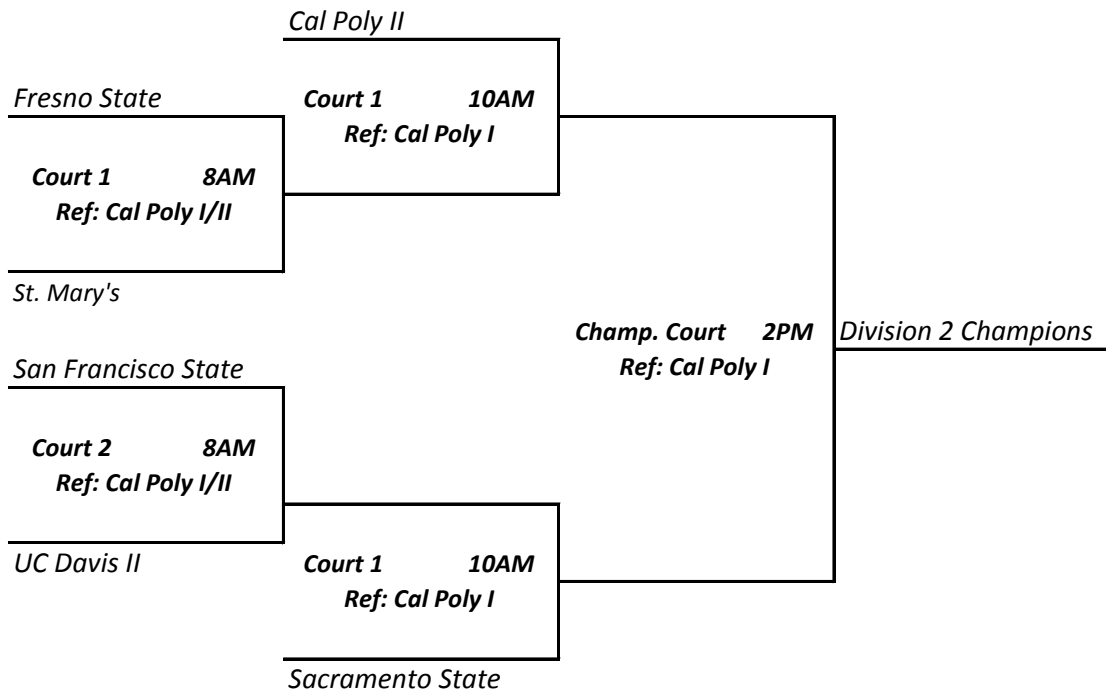 Cal Poly II
Fresno State
Court 1 10AM
Ref: Cal Poly I
Court 1 8AM
Ref: Cal Poly I/II
St. Mary's
Champ. Court 2PM
Ref: Cal Poly I
Division 2 Champions
San Francisco State
Court 2 8AM
Ref: Cal Poly I/II
UC Davis II
Court 1 10AM
Ref: Cal Poly I
Sacramento State